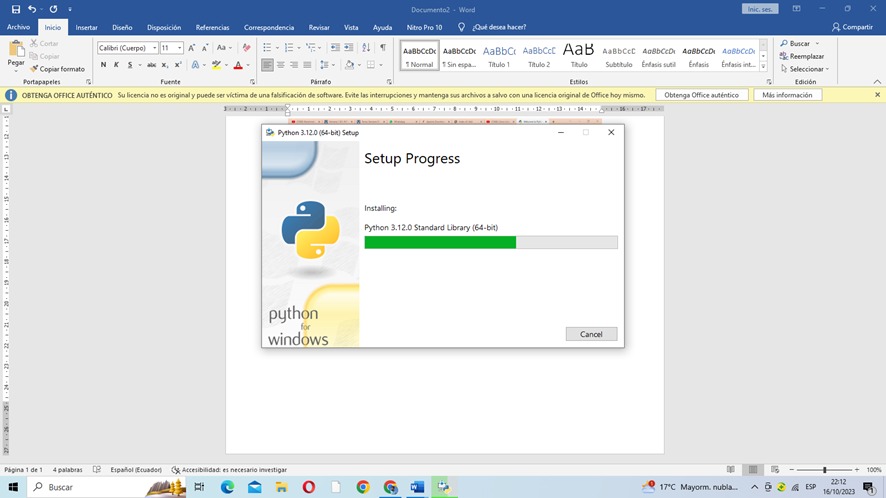 Documento2 - Word
Inic. ses.
Archivo Inicio Insertar Diseño Disposición Referencias Correspondencia Revisar Vista Ayuda Nitro Pro 10 ¿Qué desea hacer? Compartir
Pegar
Cortar
Copiar
Copiar formato
Portapapeles
Calibri (Cuerpo) 11
N K S abc x₂ x²
Fuente
Párrafo
AaBbCcDc AaBbCcDc AaBbCc AaBbCcD AaB AaBbCcD AaBbCcDt AaBbCcDt AaBbCcDt
¶ Normal ¶ Sin espa... Título 1 Título 2 Título Subtítulo Énfasis sutil Énfasis Énfasis int...
Estilos
Buscar
Reemplazar
Seleccionar
Edición
OBTENGA OFFICE AUTÉNTICO Su licencia no es original y puede ser víctima de una falsificación de software. Evite las interrupciones y mantenga sus archivos a salvo con una licencia original de Office hoy mismo. Obtenga Office auténtico Más información
Python 3.12.0 (64-bit) Setup
Setup Progress
Installing:
Python 3.12.0 Standard Library (64-bit)
python
for
windows
Cancel
Página 1 de 1 4 palabras Español (Ecuador) Accesibilidad: es necesario investigar 100%
Buscar
17°C Mayorm. nubla... ESP
22:12
16/10/2023